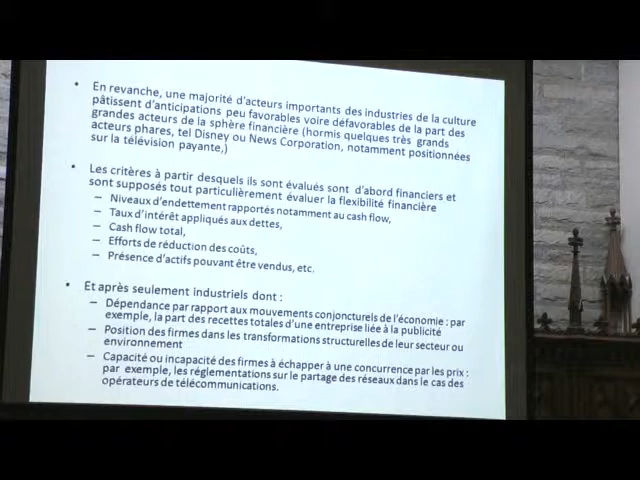 • En revanche, une majorité d'acteurs importants des industries de la culture
pâtissent d'anticipations peu favorables voire défavorables de la part des
grandes acteurs de la sphère financière (hormis quelques très grands
acteurs phares, tel Disney ou News Corporation, notamment positionnées
sur la télévision payante,)
• Les critères à partir desquels ils sont évalués sont d'abord financiers et
sont supposés tout particulièrement évaluer la flexibilité financière
– Niveaux d'endettement rapportés notamment au cash flow,
– Taux d'intérêt appliqués aux dettes,
– Cash flow total,
– Efforts de réduction des coûts,
– Présence d'actifs pouvant être vendus, etc.
• Et après seulement industriels dont :
– Dépendance par rapport aux mouvements conjoncturels de l'économie : par
exemple, la part des recettes totales d'une entreprise liée à la publicité
– Position des firmes dans les transformations structurelles de leur secteur ou
environnement
– Capacité ou incapacité des firmes à échapper à une concurrence par les prix :
par exemple, les réglementations sur le partage des réseaux dans le cas des
opérateurs de télécommunications.